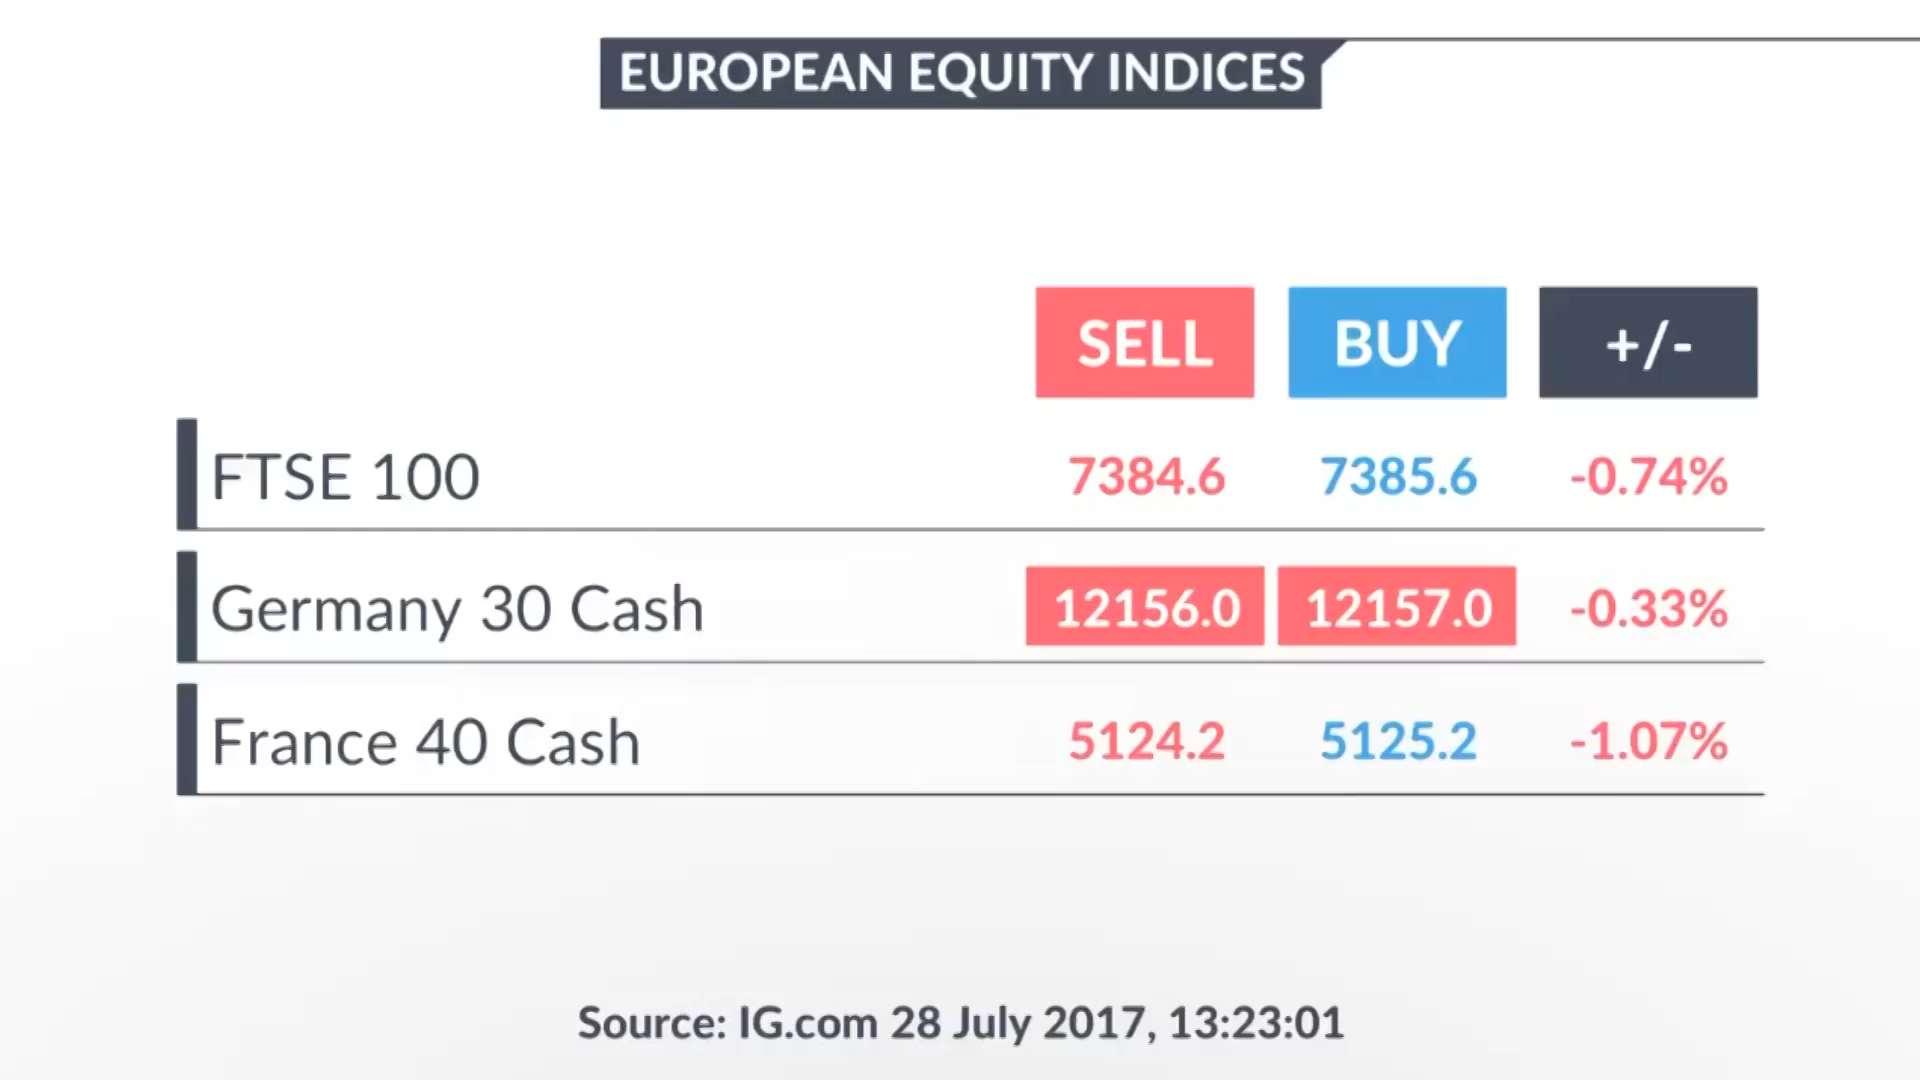 EUROPEAN EQUITY INDICES
SELL BUY +/-
FTSE 100 7384.6 7385.6 -0.74%
Germany 30 Cash 12156.0 12157.0 -0.33%
France 40 Cash 5124.2 5125.2 -1.07%
Source: IG.com 28 July 2017, 13:23:01